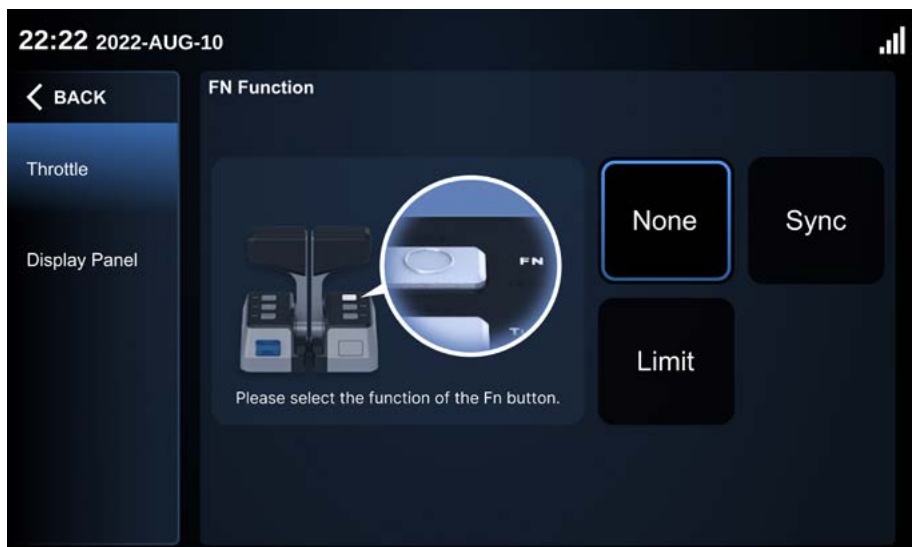 22:22 2022-AUG-10
BACK
FN Function
Throttle
Display Panel
FN
None
Sync
Limit
Please select the function of the Fn button.